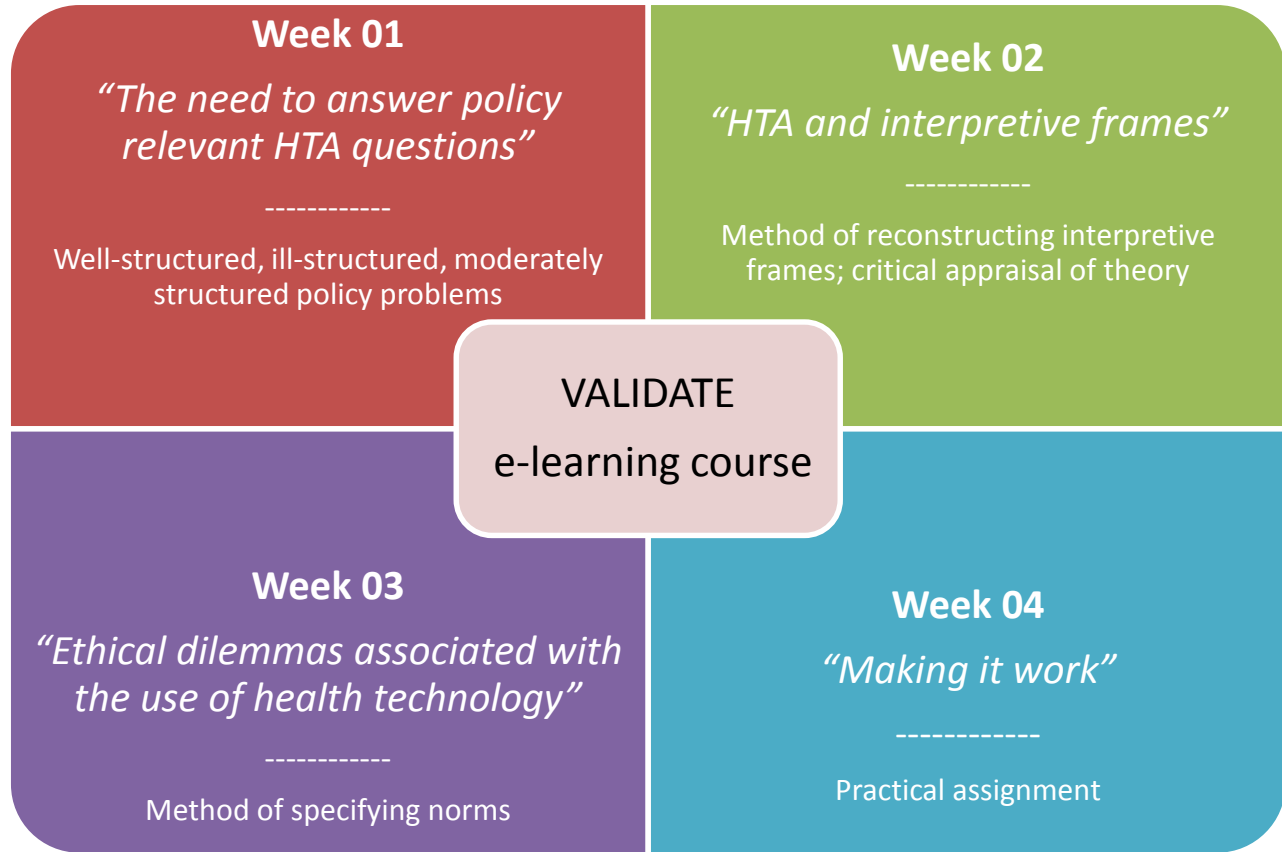 Week 01
“The need to answer policy
relevant HTA questions”
------------
Well-structured, ill-structured, moderately
structured policy problems
Week 02
“HTA and interpretive frames”
------------
Method of reconstructing interpretive
frames; critical appraisal of theory
VALIDATE
e-learning course
Week 03
“Ethical dilemmas associated with
the use of health technology”
------------
Method of specifying norms
Week 04
“Making it work”
------------
Practical assignment